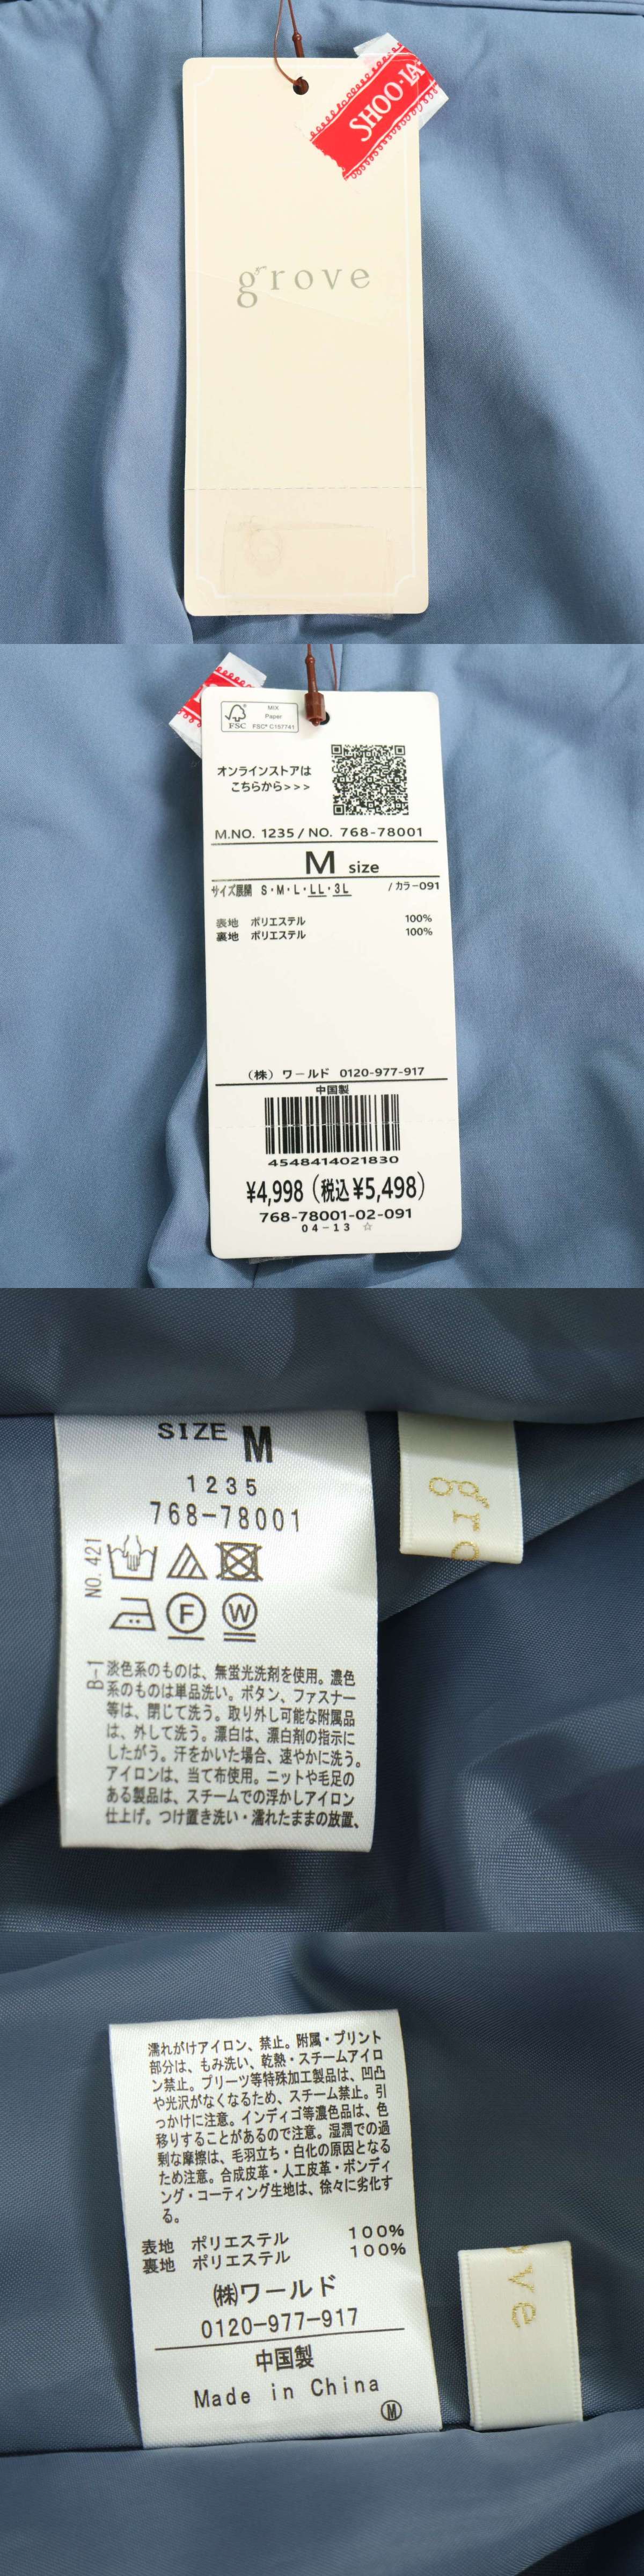 SHOO·LA
grove
MIX
Paper
FSC® C157741
FSC
オンラインストアは
こちらから>>>
M.NO. 1235 / NO. 768-78001
M size
サイズ展開 S・M・L・LL・3L /カラー091
表地 ポリエステル 100%
裏地 ポリエステル 100%
(株) ワールド 0120-977-917
中国製
4548414021830
¥4,998(税込¥5,498)
768-78001-02-091
04-13 ☆
SIZE M
1235
768-78001
NO. 421
F
W
B-1
淡色系のものは、無蛍光洗剤を使用。濃色
系のものは単品洗い。ボタン、ファスナー
等は、閉じて洗う。取り外し可能な附属品
は、外して洗う。漂白は、漂白剤の指示に
したがう。汗をかいた場合、速やかに洗う。
アイロンは、当て布使用。ニットや毛足の
ある製品は、スチームでの浮かしアイロン
仕上げ。つけ置き洗い・濡れたままの放置、
gro
濡れがけアイロン、禁止。附属・プリント
部分は、もみ洗い、乾熱・スチームアイロ
ン禁止。プリーツ等特殊加工製品は、凹凸
や光沢がなくなるため、スチーム禁止。引
っかけに注意。インディゴ等濃色品は、色
移りすることがあるので注意。湿潤での過
剰な摩擦は、毛羽立ち・白化の原因となる
ため注意。合成皮革・人工皮革・ボンディ
ング・コーティング生地は、徐々に劣化す
る。
表地 ポリエステル 100%
裏地 ポリエステル 100%
㈱ワールド
0120-977-917
中国製
Made in China
Ⓜ
ove